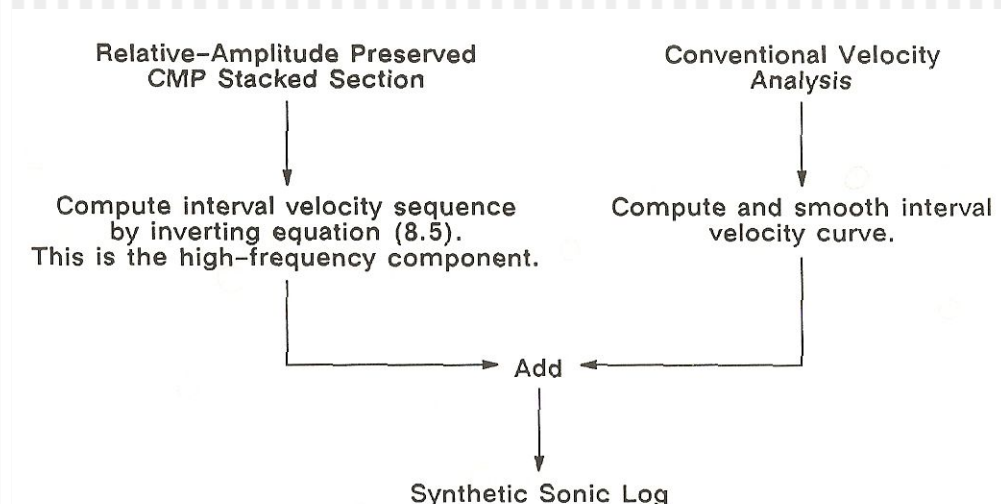 Relative-Amplitude Preserved
CMP Stacked Section
Conventional Velocity
Analysis
Compute interval velocity sequence
by inverting equation (8.5).
This is the high-frequency component.
Compute and smooth interval
velocity curve.
Add
Synthetic Sonic Log